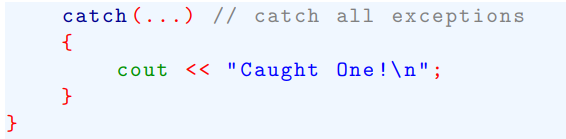 catch(...) // catch all exceptions
{
cout << "Caught One!\n";
}
}